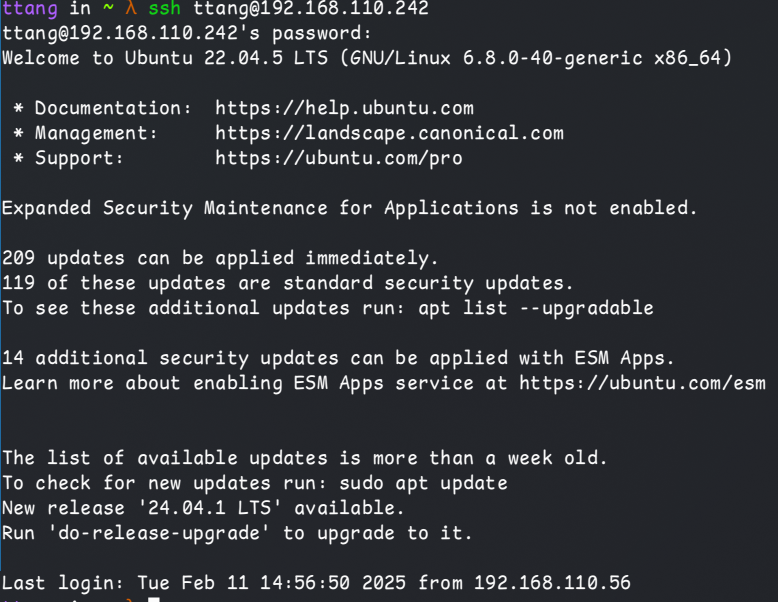 ttang in ~ λ ssh ttang@192.168.110.242
ttang@192.168.110.242's password:
Welcome to Ubuntu 22.04.5 LTS (GNU/Linux 6.8.0-40-generic x86_64)
* Documentation: https://help.ubuntu.com
* Management: https://landscape.canonical.com
* Support: https://ubuntu.com/pro
Expanded Security Maintenance for Applications is not enabled.
209 updates can be applied immediately.
119 of these updates are standard security updates.
To see these additional updates run: apt list --upgradable
14 additional security updates can be applied with ESM Apps.
Learn more about enabling ESM Apps service at https://ubuntu.com/esm
The list of available updates is more than a week old.
To check for new updates run: sudo apt update
New release '24.04.1 LTS' available.
Run 'do-release-upgrade' to upgrade to it.
Last login: Tue Feb 11 14:56:50 2025 from 192.168.110.56